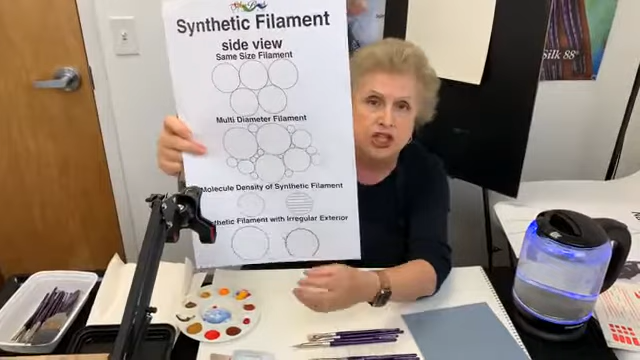 Synthetic Filament
side view
Same Size Filament
Multi Diameter Filament
Molecule Density of Synthetic Filament
Synthetic Filament with Irregular Exterior
Silk 88